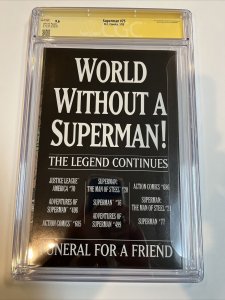 Superman #75
WORLD
WITHOUT A
SUPERMAN!
THE LEGEND CONTINUES
JUSTICE LEAGUE
AMERICA #70
ADVENTURES OF
SUPERMAN #498
ACTION COMICS #685
SUPERMAN:
THE MAN OF STEEL #20
SUPERMAN #76
ADVENTURES OF
SUPERMAN #499
ACTION COMICS #686
SUPERMAN:
THE MAN OF STEEL #21
SUPERMAN #77
FUNERAL FOR A FRIEND